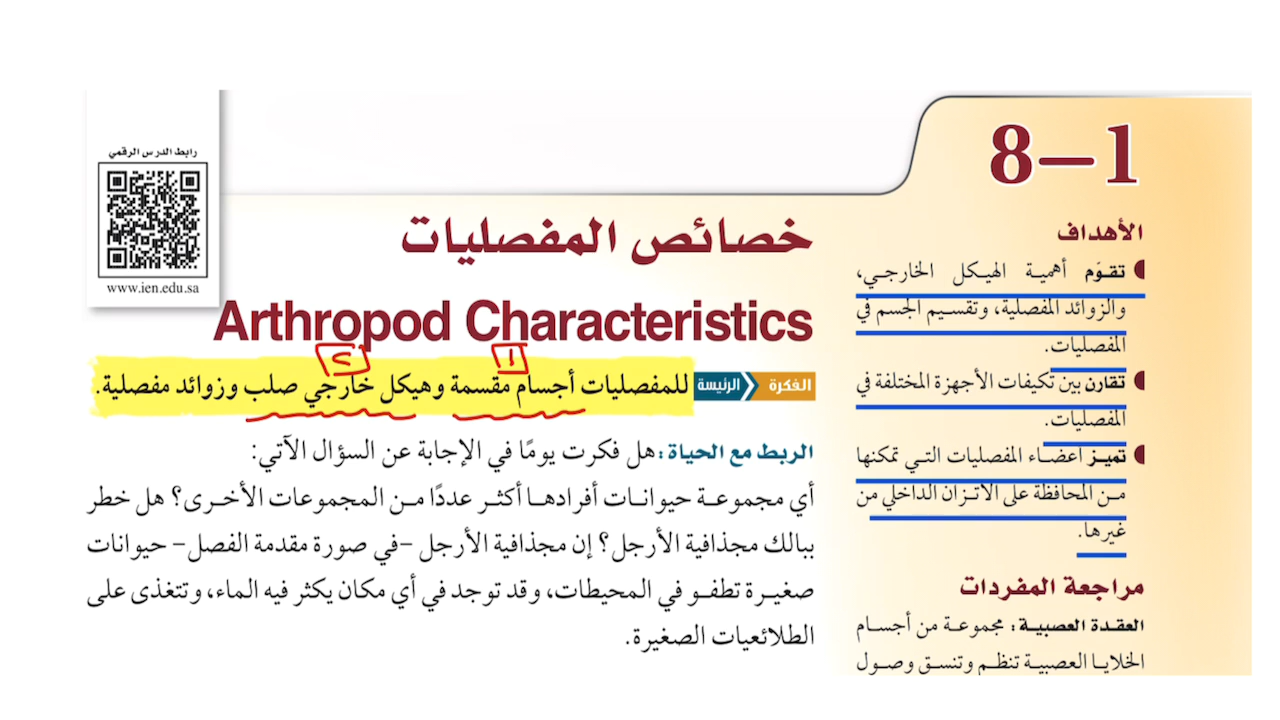 8–1
خصائص المفصليات
Arthropod Characteristics
الفكرة الرئيسة للمفصليات أجسام مقسمة وهيكل خارجي صلب وزوائد مفصلية.
1
2
الربط مع الحياة: هل فكرت يومًا في الإجابة عن السؤال الآتي:
أي مجموعة حيوانات أفرادها أكثر عددًا من المجموعات الأخرى؟ هل خطر
ببالك مجذافية الأرجل؟ إن مجذافية الأرجل –في صورة مقدمة الفصل– حيوانات
صغيرة تطفو في المحيطات، وقد توجد في أي مكان يكثر فيه الماء، وتتغذى على
الطلائعيات الصغيرة.
الأهداف
تقوّم أهمية الهيكل الخارجي،
والزوائد المفصلية، وتقسيم الجسم في
المفصليات.
تقارن بين تكيفات الأجهزة المختلفة في
المفصليات.
تميز أعضاء المفصليات التي تمكنها
من المحافظة على الاتزان الداخلي من
غيرها.
مراجعة المفردات
العقدة العصبية: مجموعة من أجسام
الخلايا العصبية تنظم وتنسق وصول
رابط الدرس الرقمي
www.ien.edu.sa